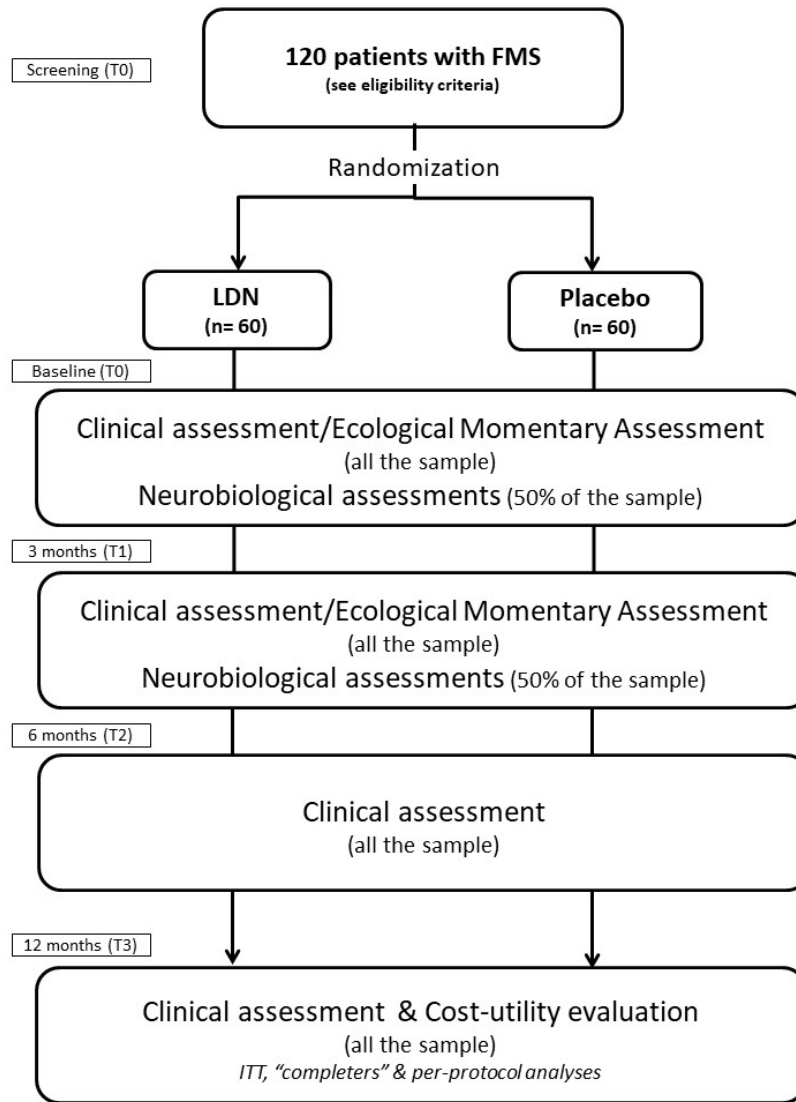 120 patients with FMS
Screening (T0)
(see eligibility criteria)
Randomization
LDN
(n= 60)
Placebo
(n= 60)
Baseline (T0)
Clinical assessment/Ecological Momentary Assessment
(all the sample)
Neurobiological assessments (50% of the sample)
3 months (T1)
Clinical assessment/Ecological Momentary Assessment
(all the sample)
Neurobiological assessments (50% of the sample)
6 months (T2)
Clinical assessment
(all the sample)
12 months (T3)
Clinical assessment & Cost-utility evaluation
(all the sample)
ITT, “completers” & per-protocol analyses